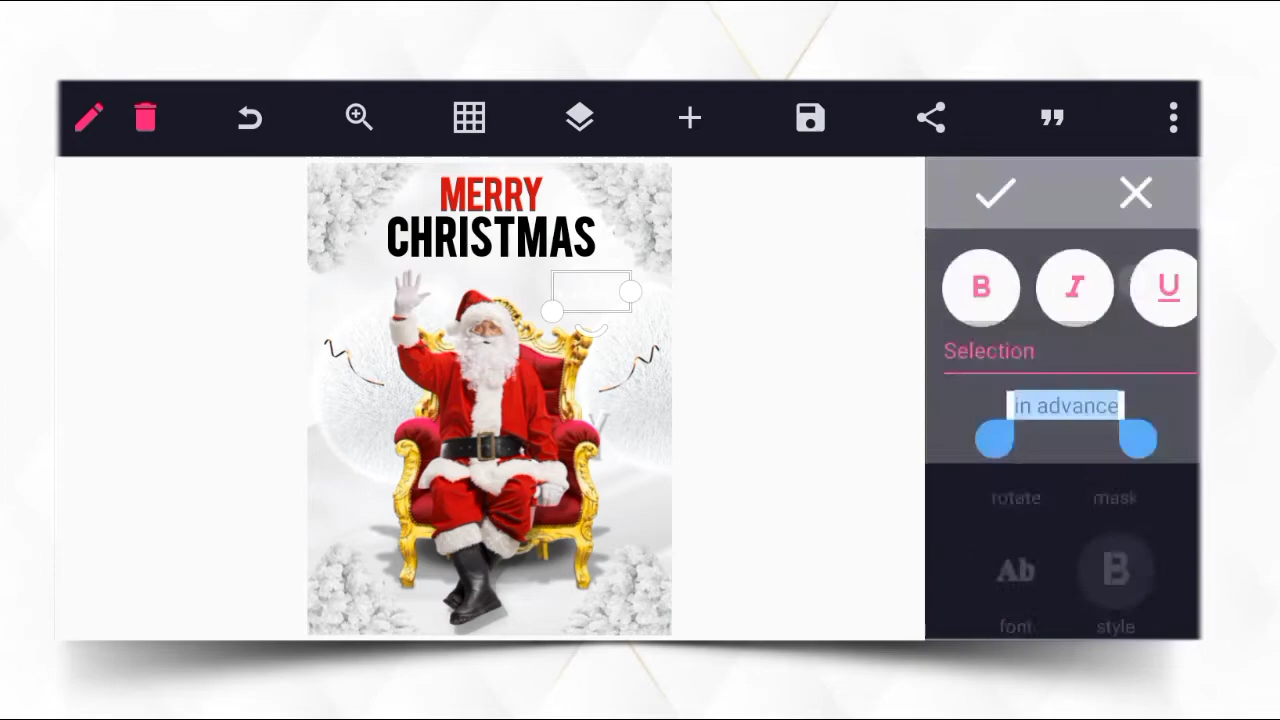 MERRY
CHRISTMAS
B I U
Selection
in advance
rotate mask
Ab B
font style